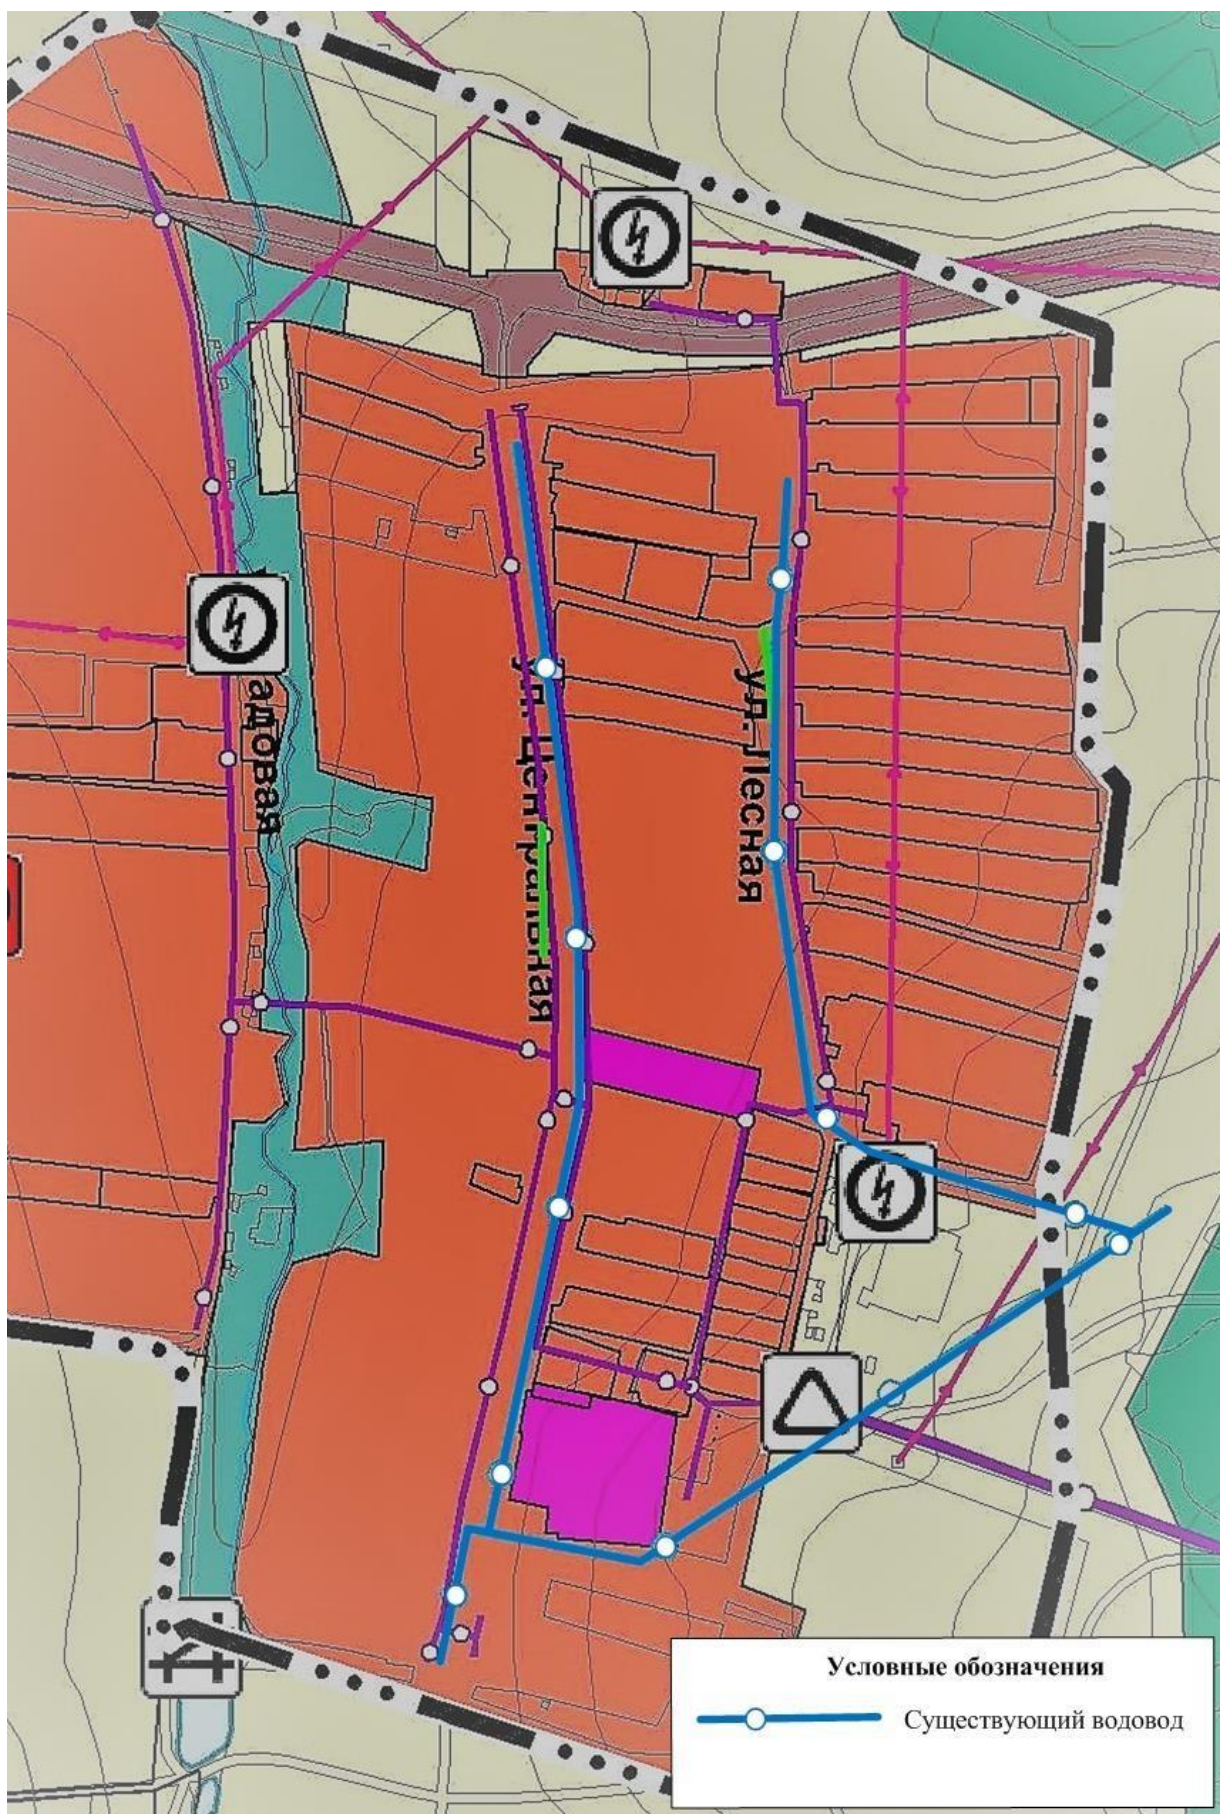 адовая
ул. Центральная
ул. Лесная
Условные обозначения
Существующий водовод